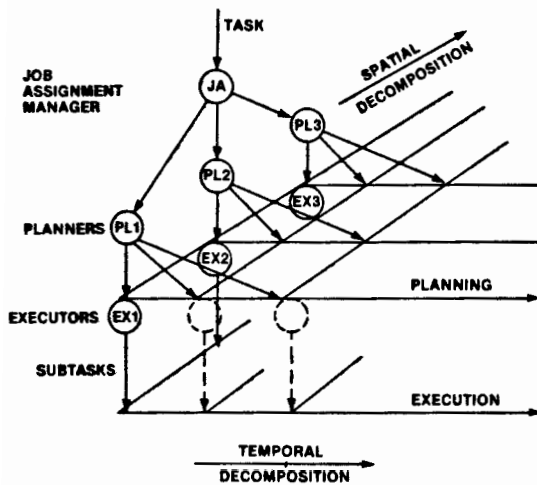 TASK
JOB
ASSIGNMENT
MANAGER
JA
SPATIAL
DECOMPOSITION
PL3
PL2
EX3
PLANNERS
PL1
EX2
PLANNING
EXECUTORS
EX1
SUBTASKS
EXECUTION
TEMPORAL
DECOMPOSITION